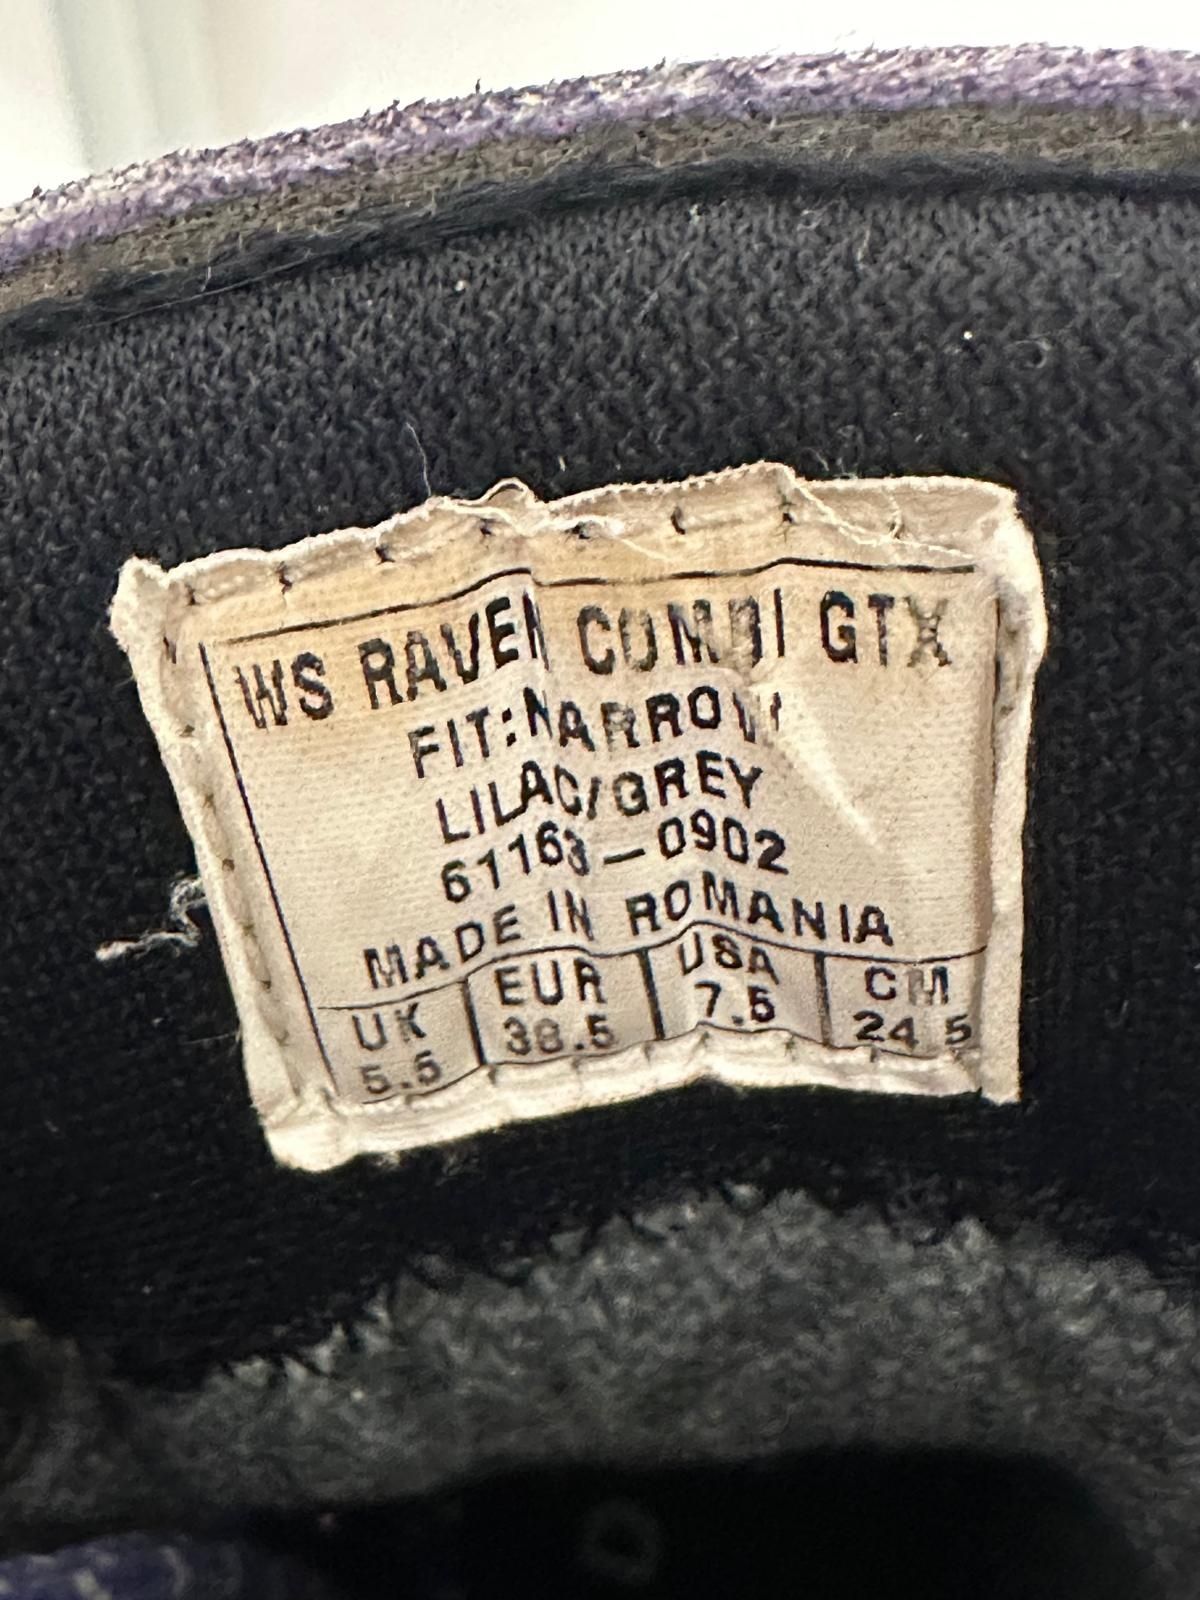 WS RAVEN COMBI GTX
FIT: NARROW
LILAC/GREY
61163-0902
MADE IN ROMANIA
UK EUR USA CM
5.5 38.5 7.5 24.5